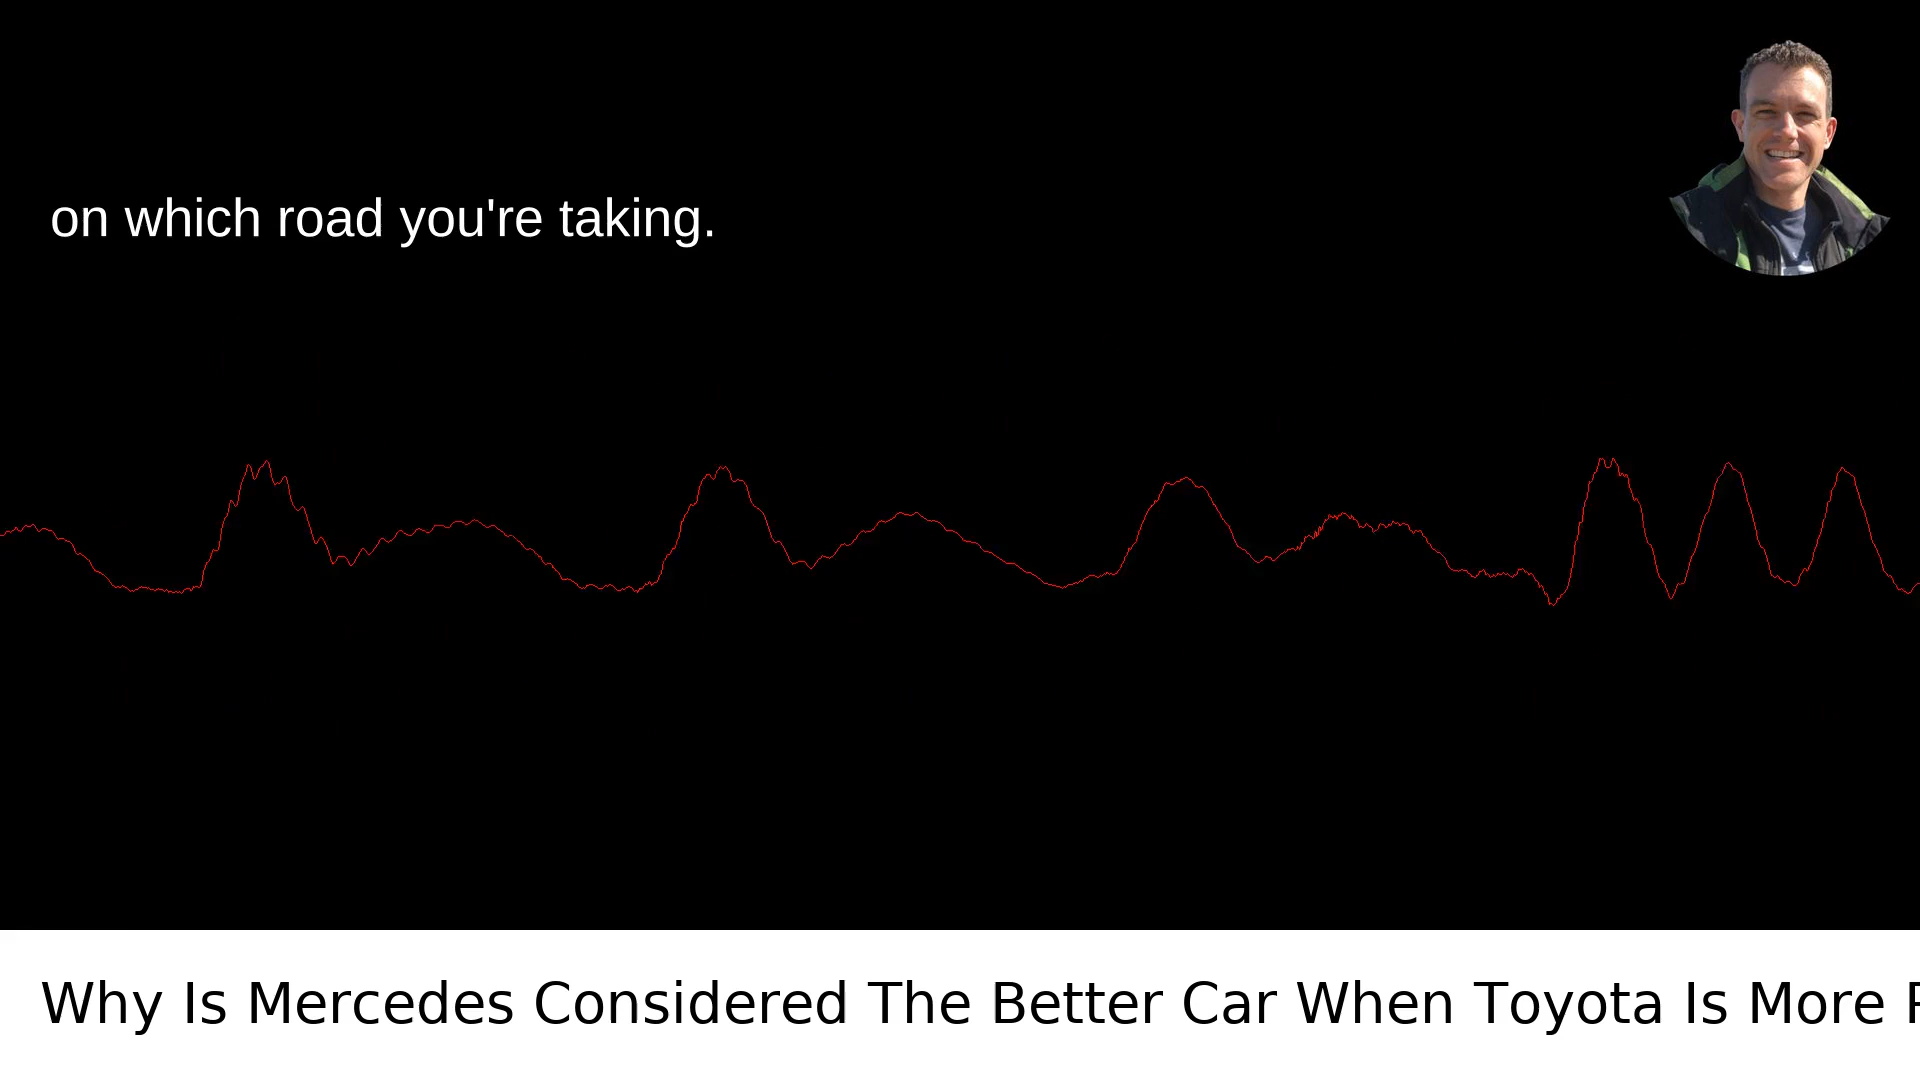 on which road you're taking.
Why Is Mercedes Considered The Better Car When Toyota Is More